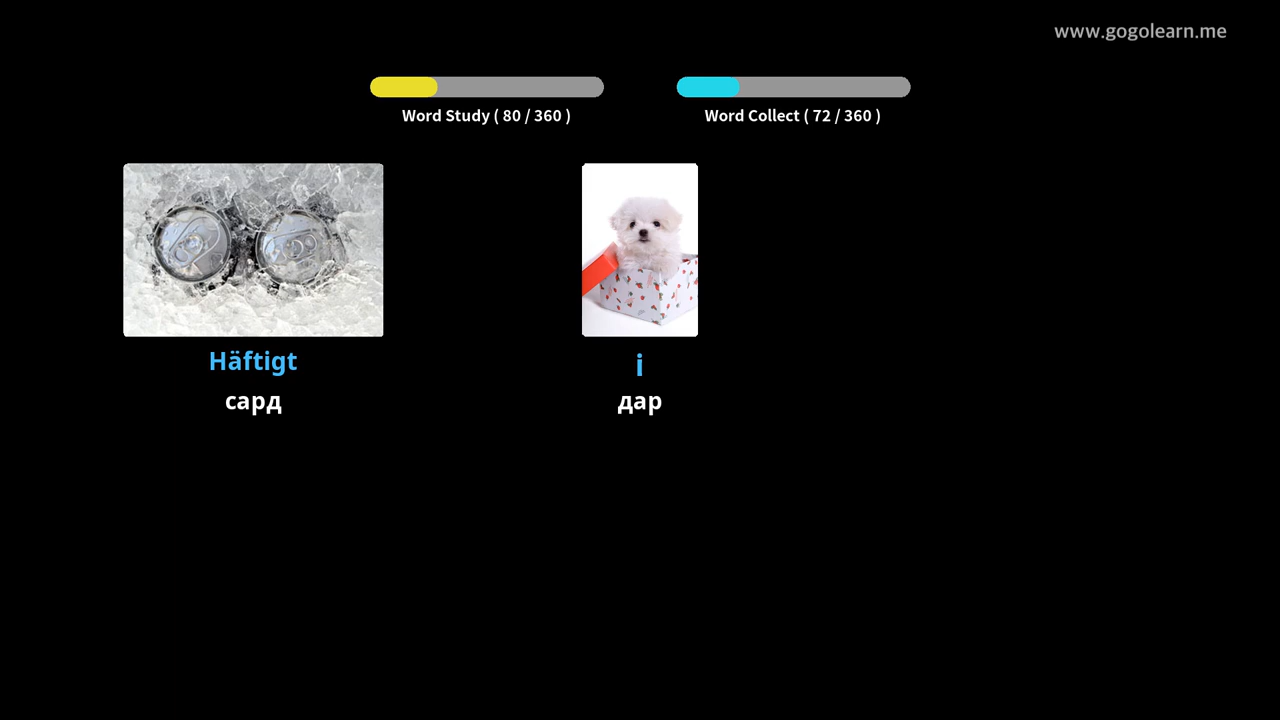 www.gogolearn.me
Word Study ( 80 / 360 )
Word Collect ( 72 / 360 )
Häftigt
сард
i
дар